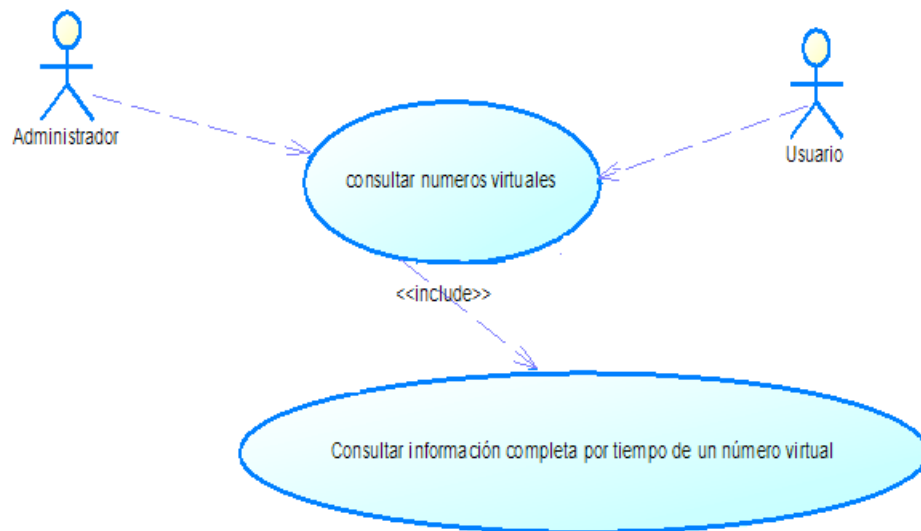 Administrador
Usuario
consultar numeros virtuales
<<include>>
Consultar información completa por tiempo de un número virtual